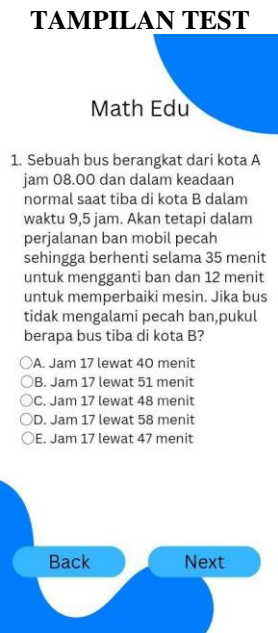 TAMPILAN TEST
Math Edu
1. Sebuah bus berangkat dari kota A
jam 08.00 dan dalam keadaan
normal saat tiba di kota B dalam
waktu 9,5 jam. Akan tetapi dalam
perjalanan ban mobil pecah
sehingga berhenti selama 35 menit
untuk mengganti ban dan 12 menit
untuk memperbaiki mesin. Jika bus
tidak mengalami pecah ban,pukul
berapa bus tiba di kota B?
A. Jam 17 lewat 40 menit
B. Jam 17 lewat 51 menit
C. Jam 17 lewat 48 menit
D. Jam 17 lewat 58 menit
E. Jam 17 lewat 47 menit
Back Next